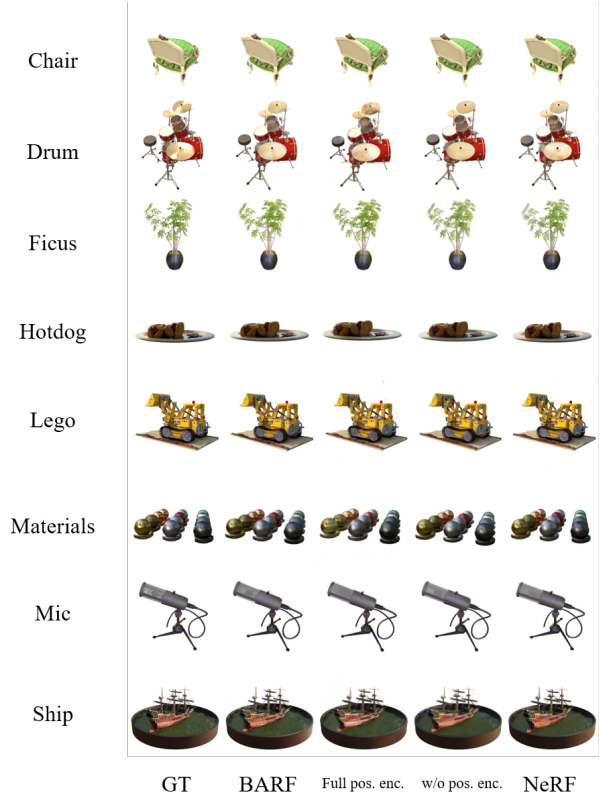 Chair
Drum
Ficus
Hotdog
Lego
Materials
Mic
Ship
GT BARF Full pos. enc. w/o pos. enc. NeRF